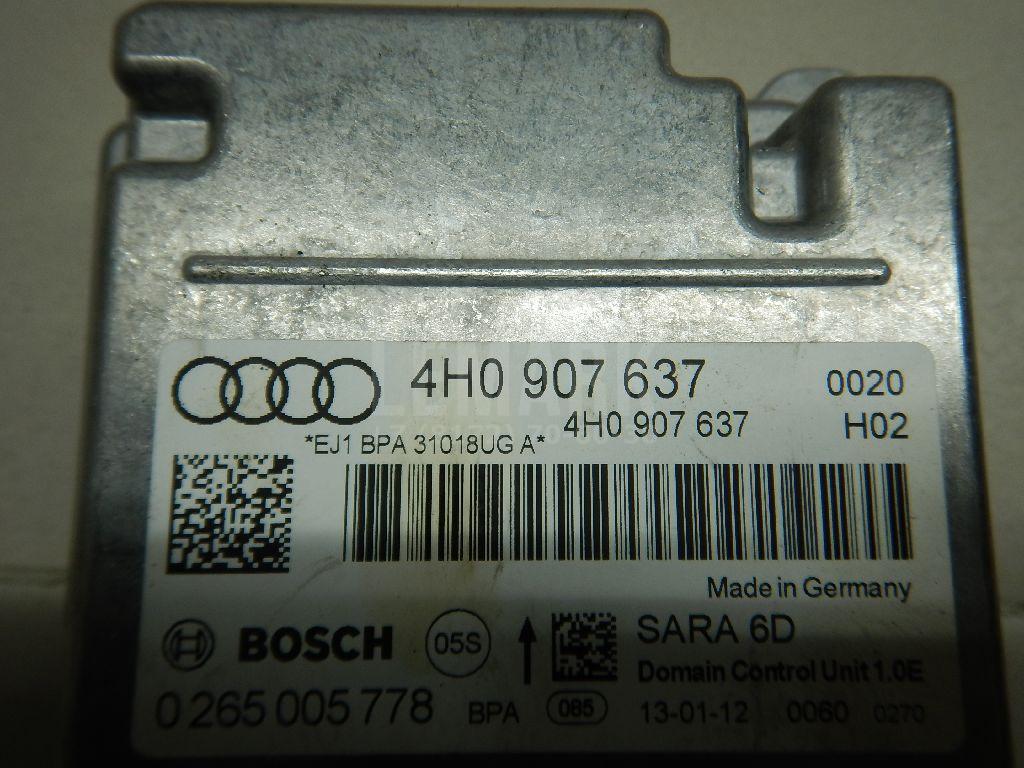 4H0 907 637 0020
4H0 907 637 H02
*EJ1 BPA 31018UG A*
Made in Germany
BOSCH 05S SARA 6D
Domain Control Unit 1.0E
0 265 005 778 BPA 085 13-01-12 0060 0270